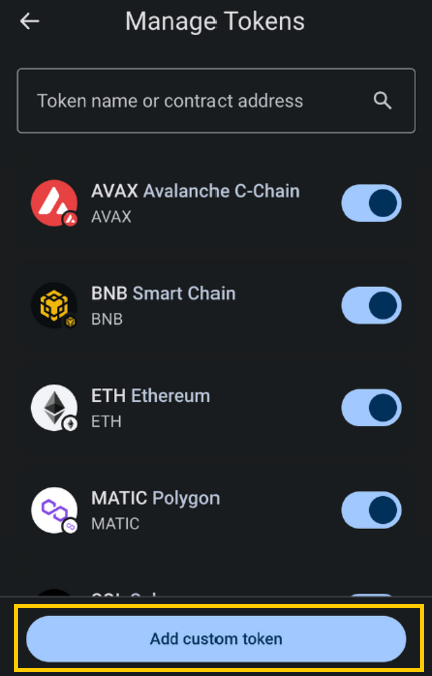 Manage Tokens
Token name or contract address
AVAX Avalanche C-Chain
AVAX
BNB Smart Chain
BNB
ETH Ethereum
ETH
MATIC Polygon
MATIC
Add custom token